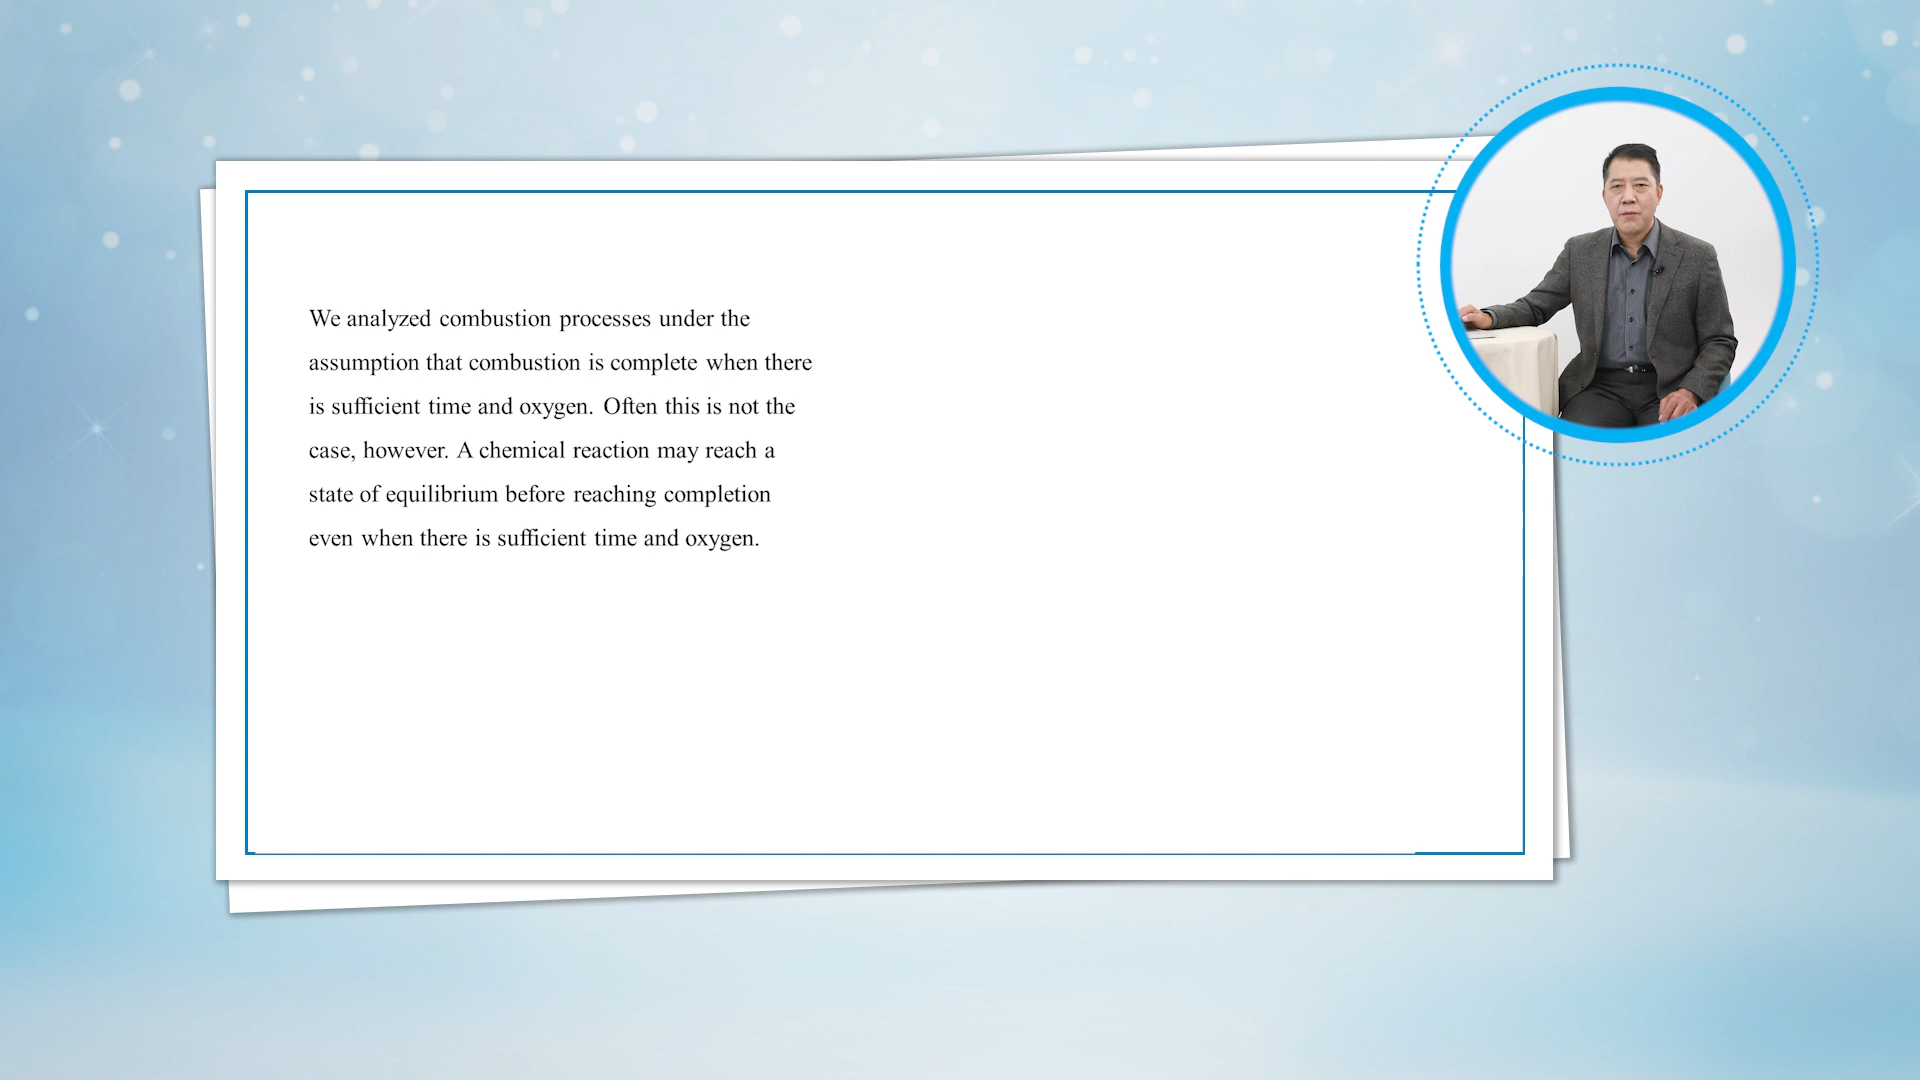 We analyzed combustion processes under the
assumption that combustion is complete when there
is sufficient time and oxygen. Often this is not the
case, however. A chemical reaction may reach a
state of equilibrium before reaching completion
even when there is sufficient time and oxygen.